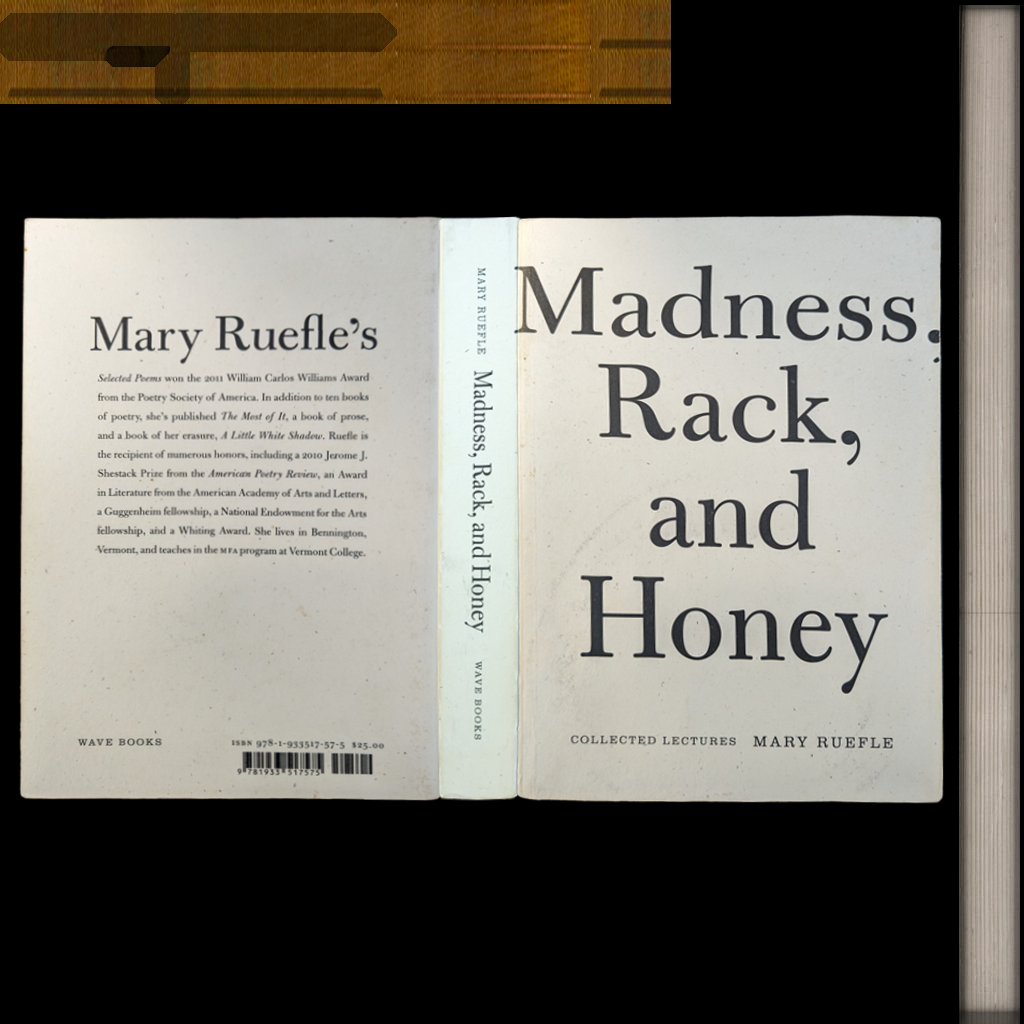 Mary Ruefle's
Selected Poems won the 2011 William Carlos Williams Award
from the Poetry Society of America. In addition to ten books
of poetry, she's published The Most of It, a book of prose,
and a book of her erasure, A Little White Shadow. Ruefle is
the recipient of numerous honors, including a 2010 Jerome J.
Shestack Prize from the American Poetry Review, an Award
in Literature from the American Academy of Arts and Letters,
a Guggenheim fellowship, a National Endowment for the Arts
fellowship, and a Whiting Award. She lives in Bennington,
Vermont, and teaches in the MFA program at Vermont College.
WAVE BOOKS
ISBN 978-1-933517-57-5 $25.00
9 781933 517575
MARY RUEFLE Madness, Rack, and Honey WAVE BOOKS
Madness,
Rack,
and
Honey
COLLECTED LECTURES MARY RUEFLE